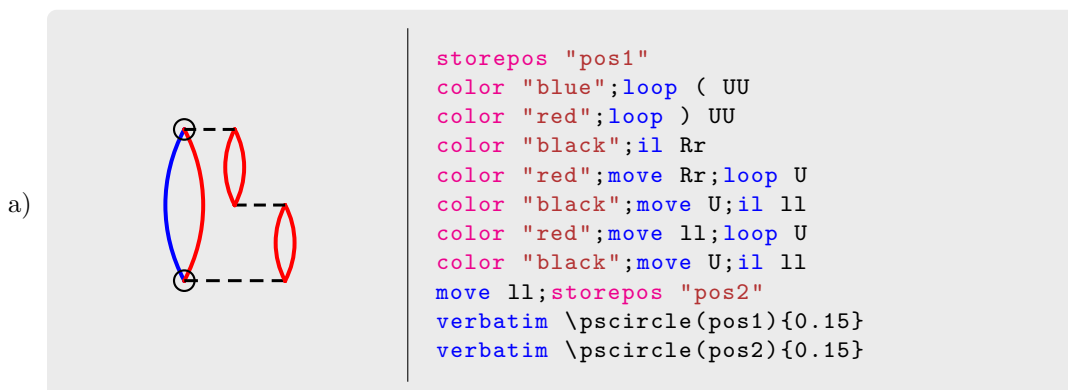 storepos "pos1"
color "blue";loop ( UU
color "red";loop ) UU
color "black";il Rr
color "red";move Rr;loop U
a)
color "black";move U;il ll
color "red";move ll;loop U
color "black";move U;il ll
move ll;storepos "pos2"
verbatim \pscircle(pos1){0.15}
verbatim \pscircle(pos2){0.15}